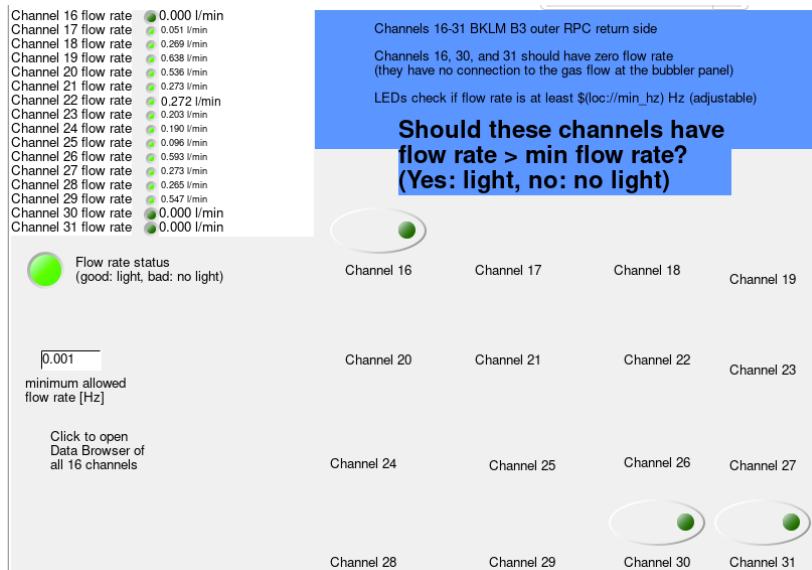 Channel 16 flow rate 0.000 l/min
Channel 17 flow rate 0.051 l/min
Channel 18 flow rate 0.269 l/min
Channel 19 flow rate 0.638 l/min
Channel 20 flow rate 0.536 l/min
Channel 21 flow rate 0.273 l/min
Channel 22 flow rate 0.272 l/min
Channel 23 flow rate 0.203 l/min
Channel 24 flow rate 0.190 l/min
Channel 25 flow rate 0.096 l/min
Channel 26 flow rate 0.593 l/min
Channel 27 flow rate 0.273 l/min
Channel 28 flow rate 0.265 l/min
Channel 29 flow rate 0.547 l/min
Channel 30 flow rate 0.000 l/min
Channel 31 flow rate 0.000 l/min
Channels 16-31 BKLM B3 outer RPC return side
Channels 16, 30, and 31 should have zero flow rate
(they have no connection to the gas flow at the bubbler panel)
LEDs check if flow rate is at least $(loc://min_hz) Hz (adjustable)
Should these channels have
flow rate > min flow rate?
(Yes: light, no: no light)
Flow rate status
(good: light, bad: no light)
0.001
minimum allowed
flow rate [Hz]
Click to open
Data Browser of
all 16 channels
Channel 16 Channel 17 Channel 18 Channel 19
Channel 20 Channel 21 Channel 22 Channel 23
Channel 24 Channel 25 Channel 26 Channel 27
Channel 28 Channel 29 Channel 30 Channel 31